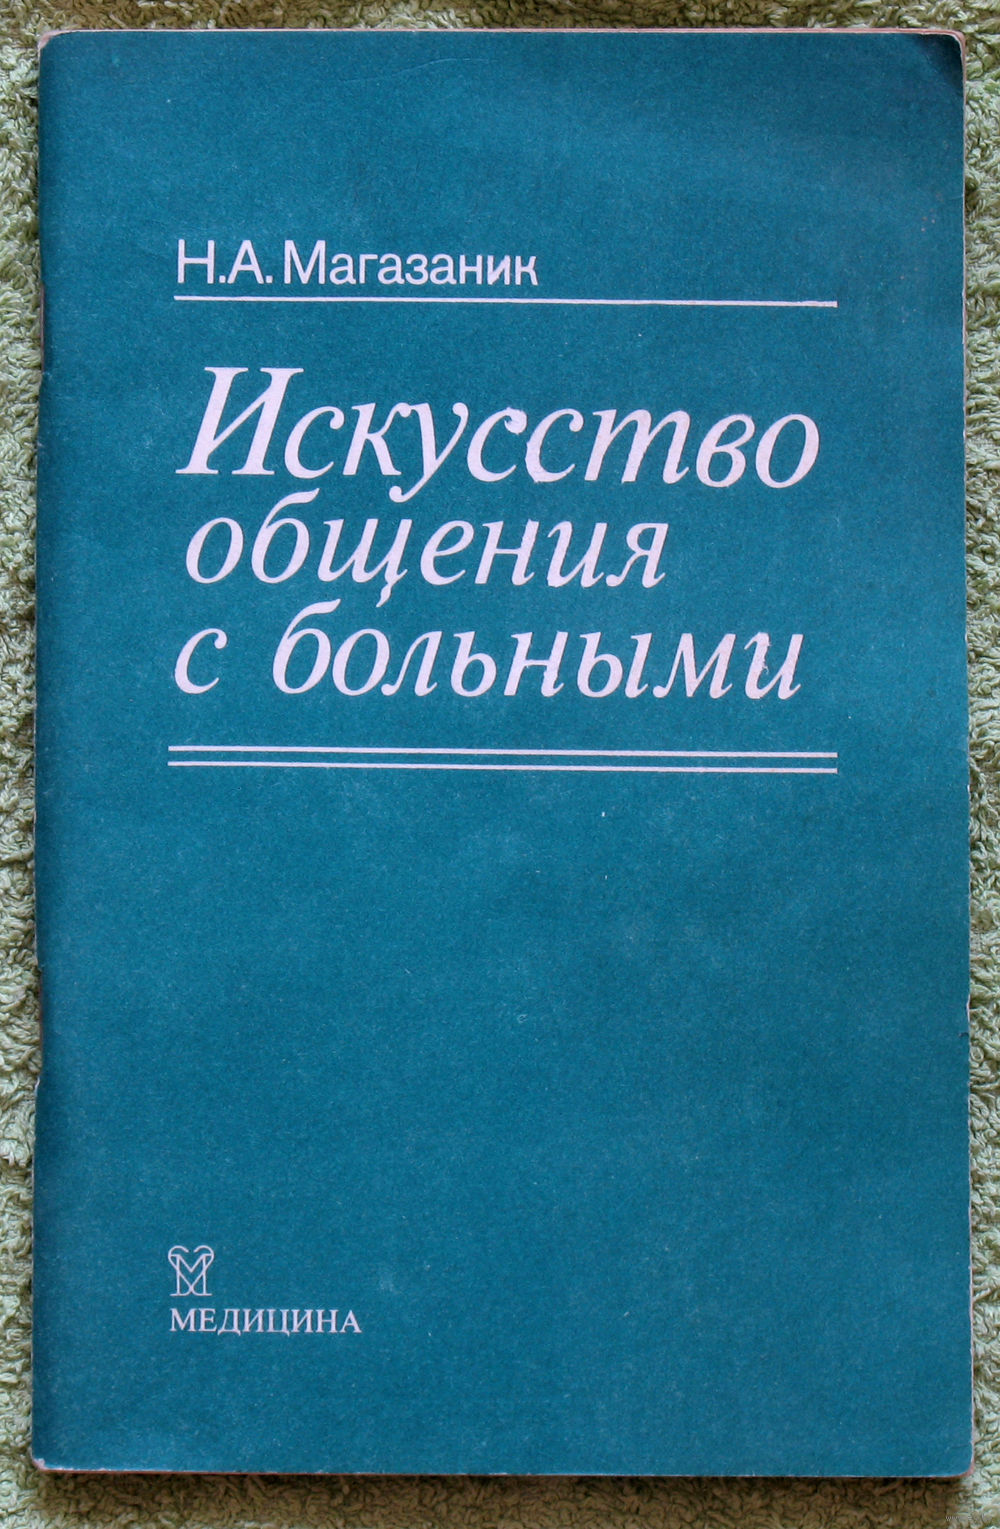 Н.А. Магазаник
Искусство
общения
с больными
МЕДИЦИНА